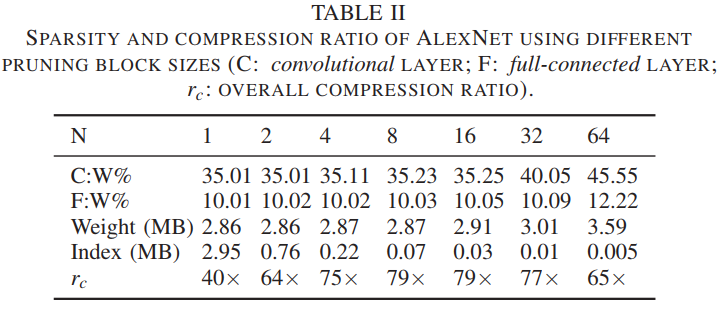 TABLE II
SPARSITY AND COMPRESSION RATIO OF ALEXNET USING DIFFERENT
PRUNING BLOCK SIZES (C: convolutional LAYER; F: full-connected LAYER;
rc: OVERALL COMPRESSION RATIO).
N 1 2 4 8 16 32 64
C:W% 35.01 35.01 35.11 35.23 35.25 40.05 45.55
F:W% 10.01 10.02 10.02 10.03 10.05 10.09 12.22
Weight (MB) 2.86 2.86 2.87 2.87 2.91 3.01 3.59
Index (MB) 2.95 0.76 0.22 0.07 0.03 0.01 0.005
rc 40× 64× 75× 79× 79× 77× 65×